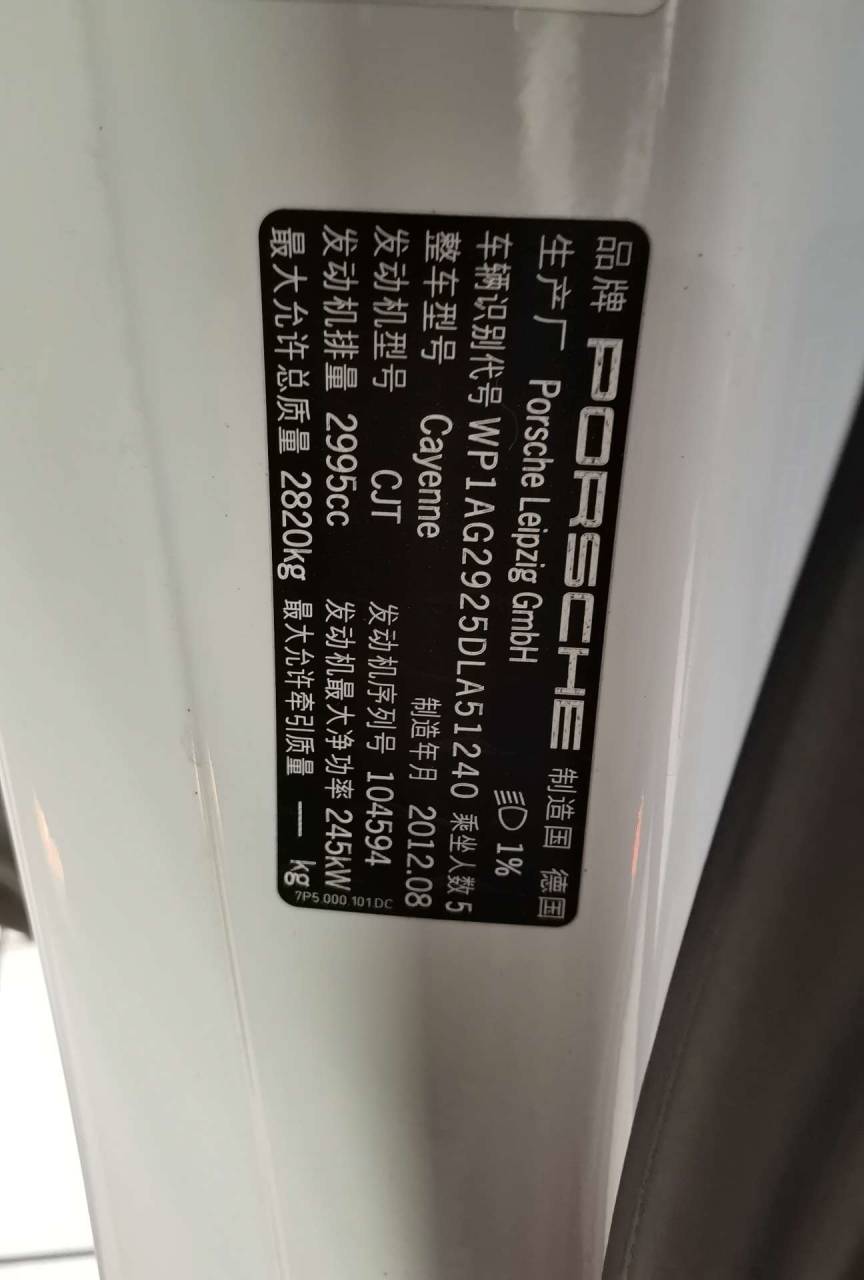 品牌 PORSCHE 制造国 德国
生产厂 Porsche Leipzig GmbH 1%
车辆识别代号 WP1AG2925DLA51240 乘坐人数 5
整车型号 Cayenne 制造年月 2012.08
发动机型号 CJT 发动机序列号 104594
发动机排量 2995cc 发动机最大净功率 245kW
最大允许总质量 2820kg 最大允许牵引质量 — kg
7P5 000 101 DC